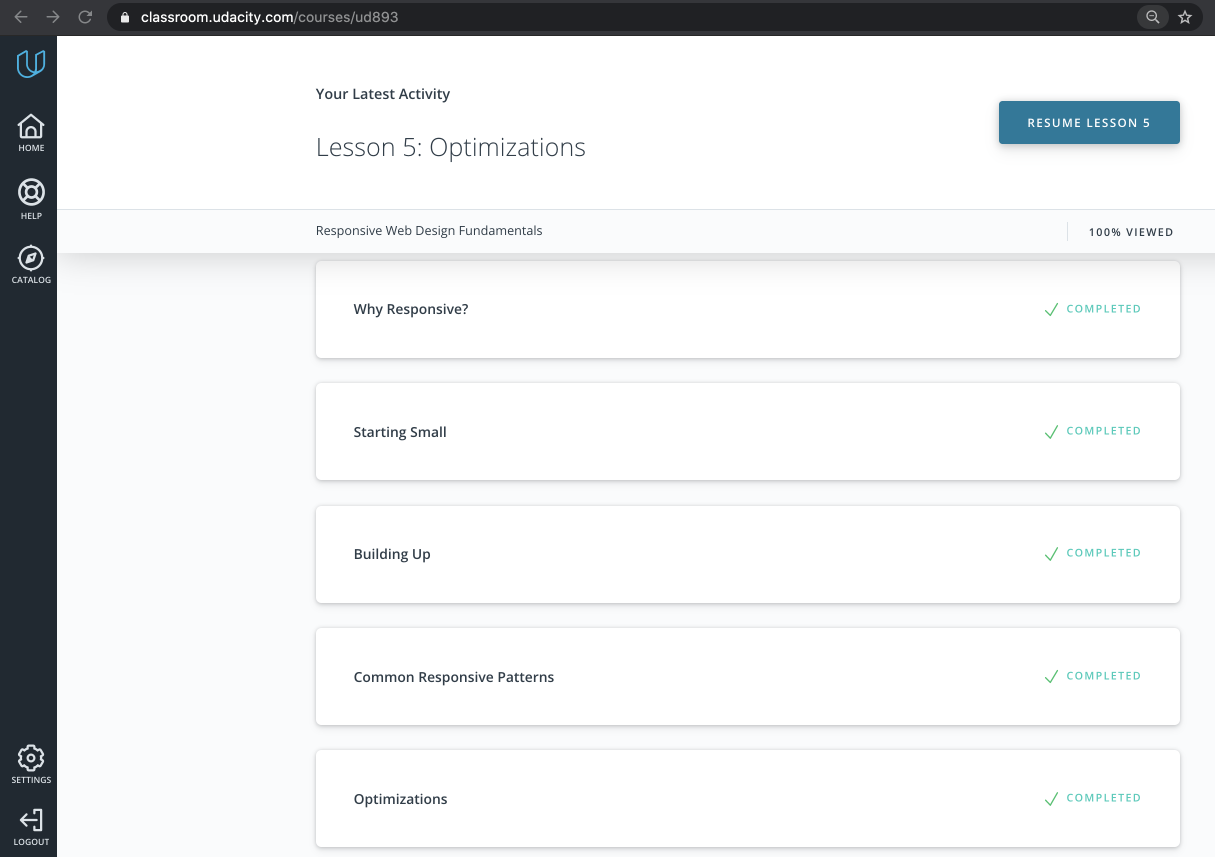 classroom.udacity.com/courses/ud893
HOME
HELP
CATALOG
SETTINGS
LOGOUT
Your Latest Activity
Lesson 5: Optimizations
RESUME LESSON 5
Responsive Web Design Fundamentals
100% VIEWED
Why Responsive?
COMPLETED
Starting Small
COMPLETED
Building Up
COMPLETED
Common Responsive Patterns
COMPLETED
Optimizations
COMPLETED